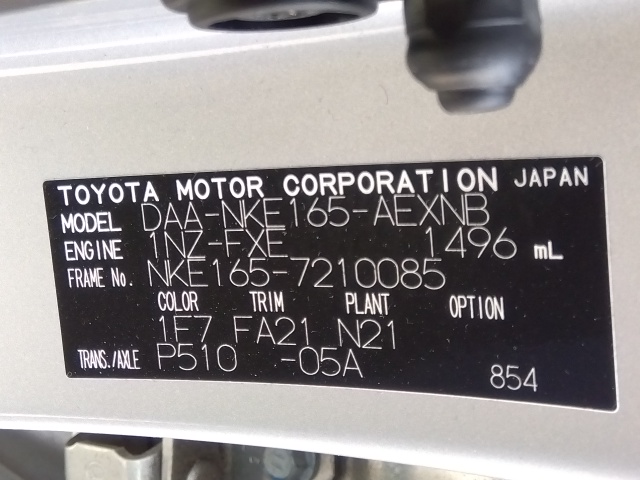 TOYOTA MOTOR CORPORATION JAPAN
MODEL DAA-NKE165-AEXNB
ENGINE 1NZ-FXE 1496 mL
FRAME No. NKE165-7210085
COLOR TRIM PLANT OPTION
1F7 FA21 N21
TRANS./AXLE P510 -05A
854